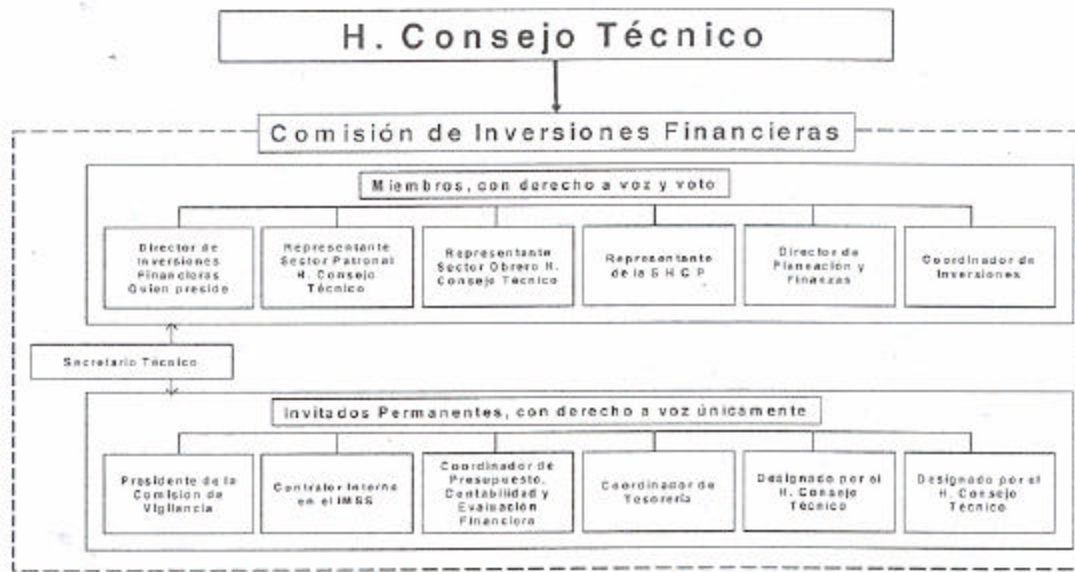 H. Consejo Técnico
Comisión de Inversiones Financieras
Miembros, con derecho a voz y voto
Director de
Inversiones
Financieras
Quien preside
Representante
Sector Patronal
H. Consejo
Técnico
Representante
Sector Obrero H.
Consejo Técnico
Representante
de la S H C P
Director de
Planeación y
Finanzas
Coordinador de
Inversiones
Secretario Técnico
Invitados Permanentes, con derecho a voz únicamente
Presidente de la
Comisión de
Vigilancia
Contralor Interno
en el IMSS
Coordinador de
Presupuesto,
Contabilidad y
Evaluación
Financiera
Coordinador de
Tesorería
Designado por el
H. Consejo
Técnico
Designado por el
H. Consejo
Técnico